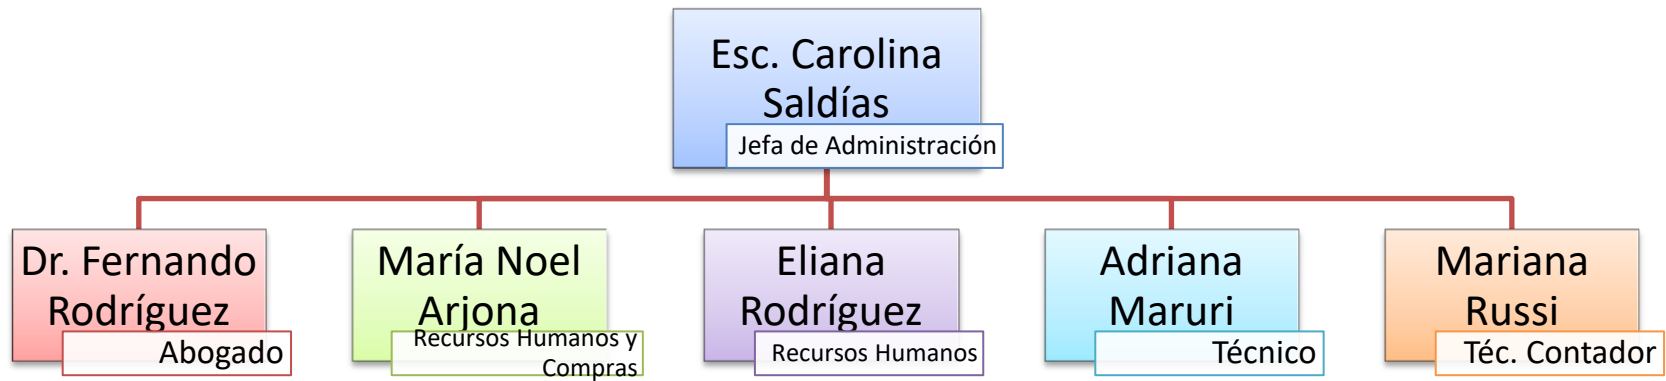 Esc. Carolina
Saldías
Jefa de Administración
Dr. Fernando
Rodríguez
Abogado
María Noel
Arjona
Recursos Humanos y
Compras
Eliana
Rodríguez
Recursos Humanos
Adriana
Maruri
Técnico
Mariana
Russi
Téc. Contador